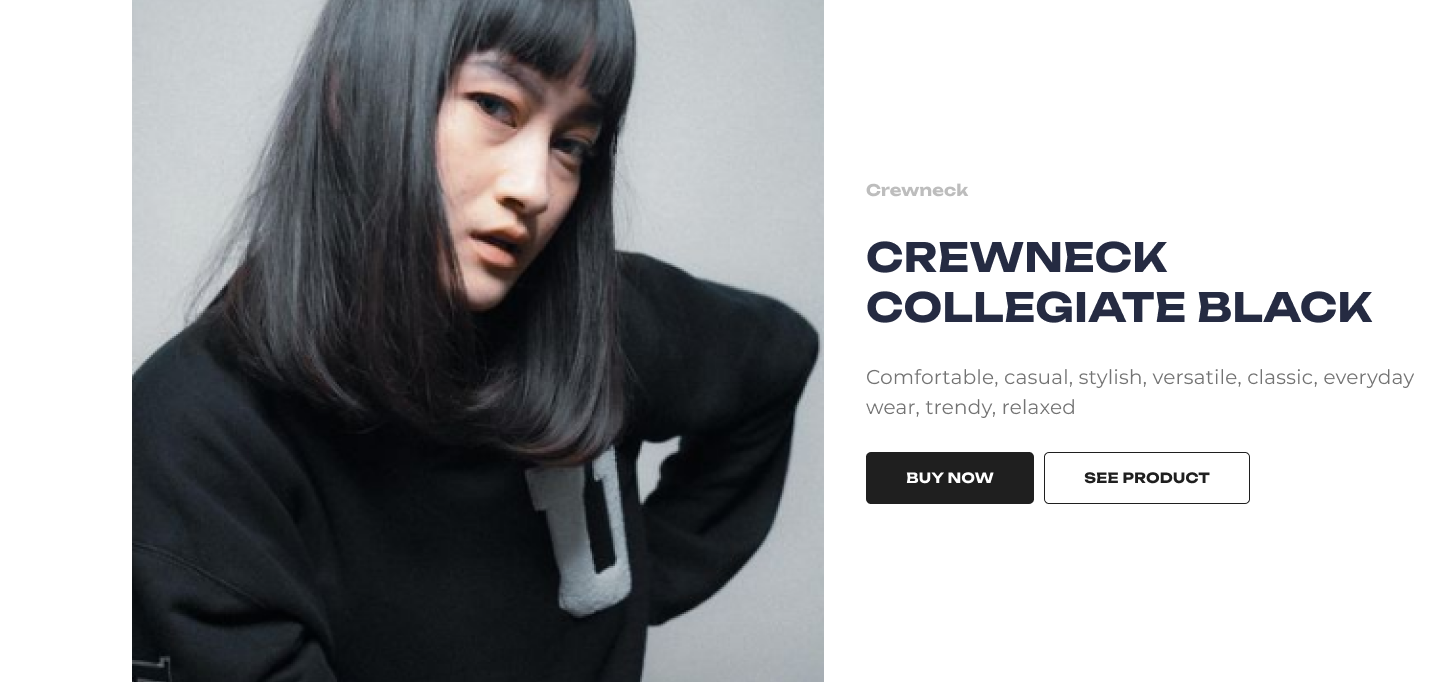 Crewneck
CREWNECK
COLLEGIATE BLACK
Comfortable, casual, stylish, versatile, classic, everyday
wear, trendy, relaxed
BUY NOW
SEE PRODUCT